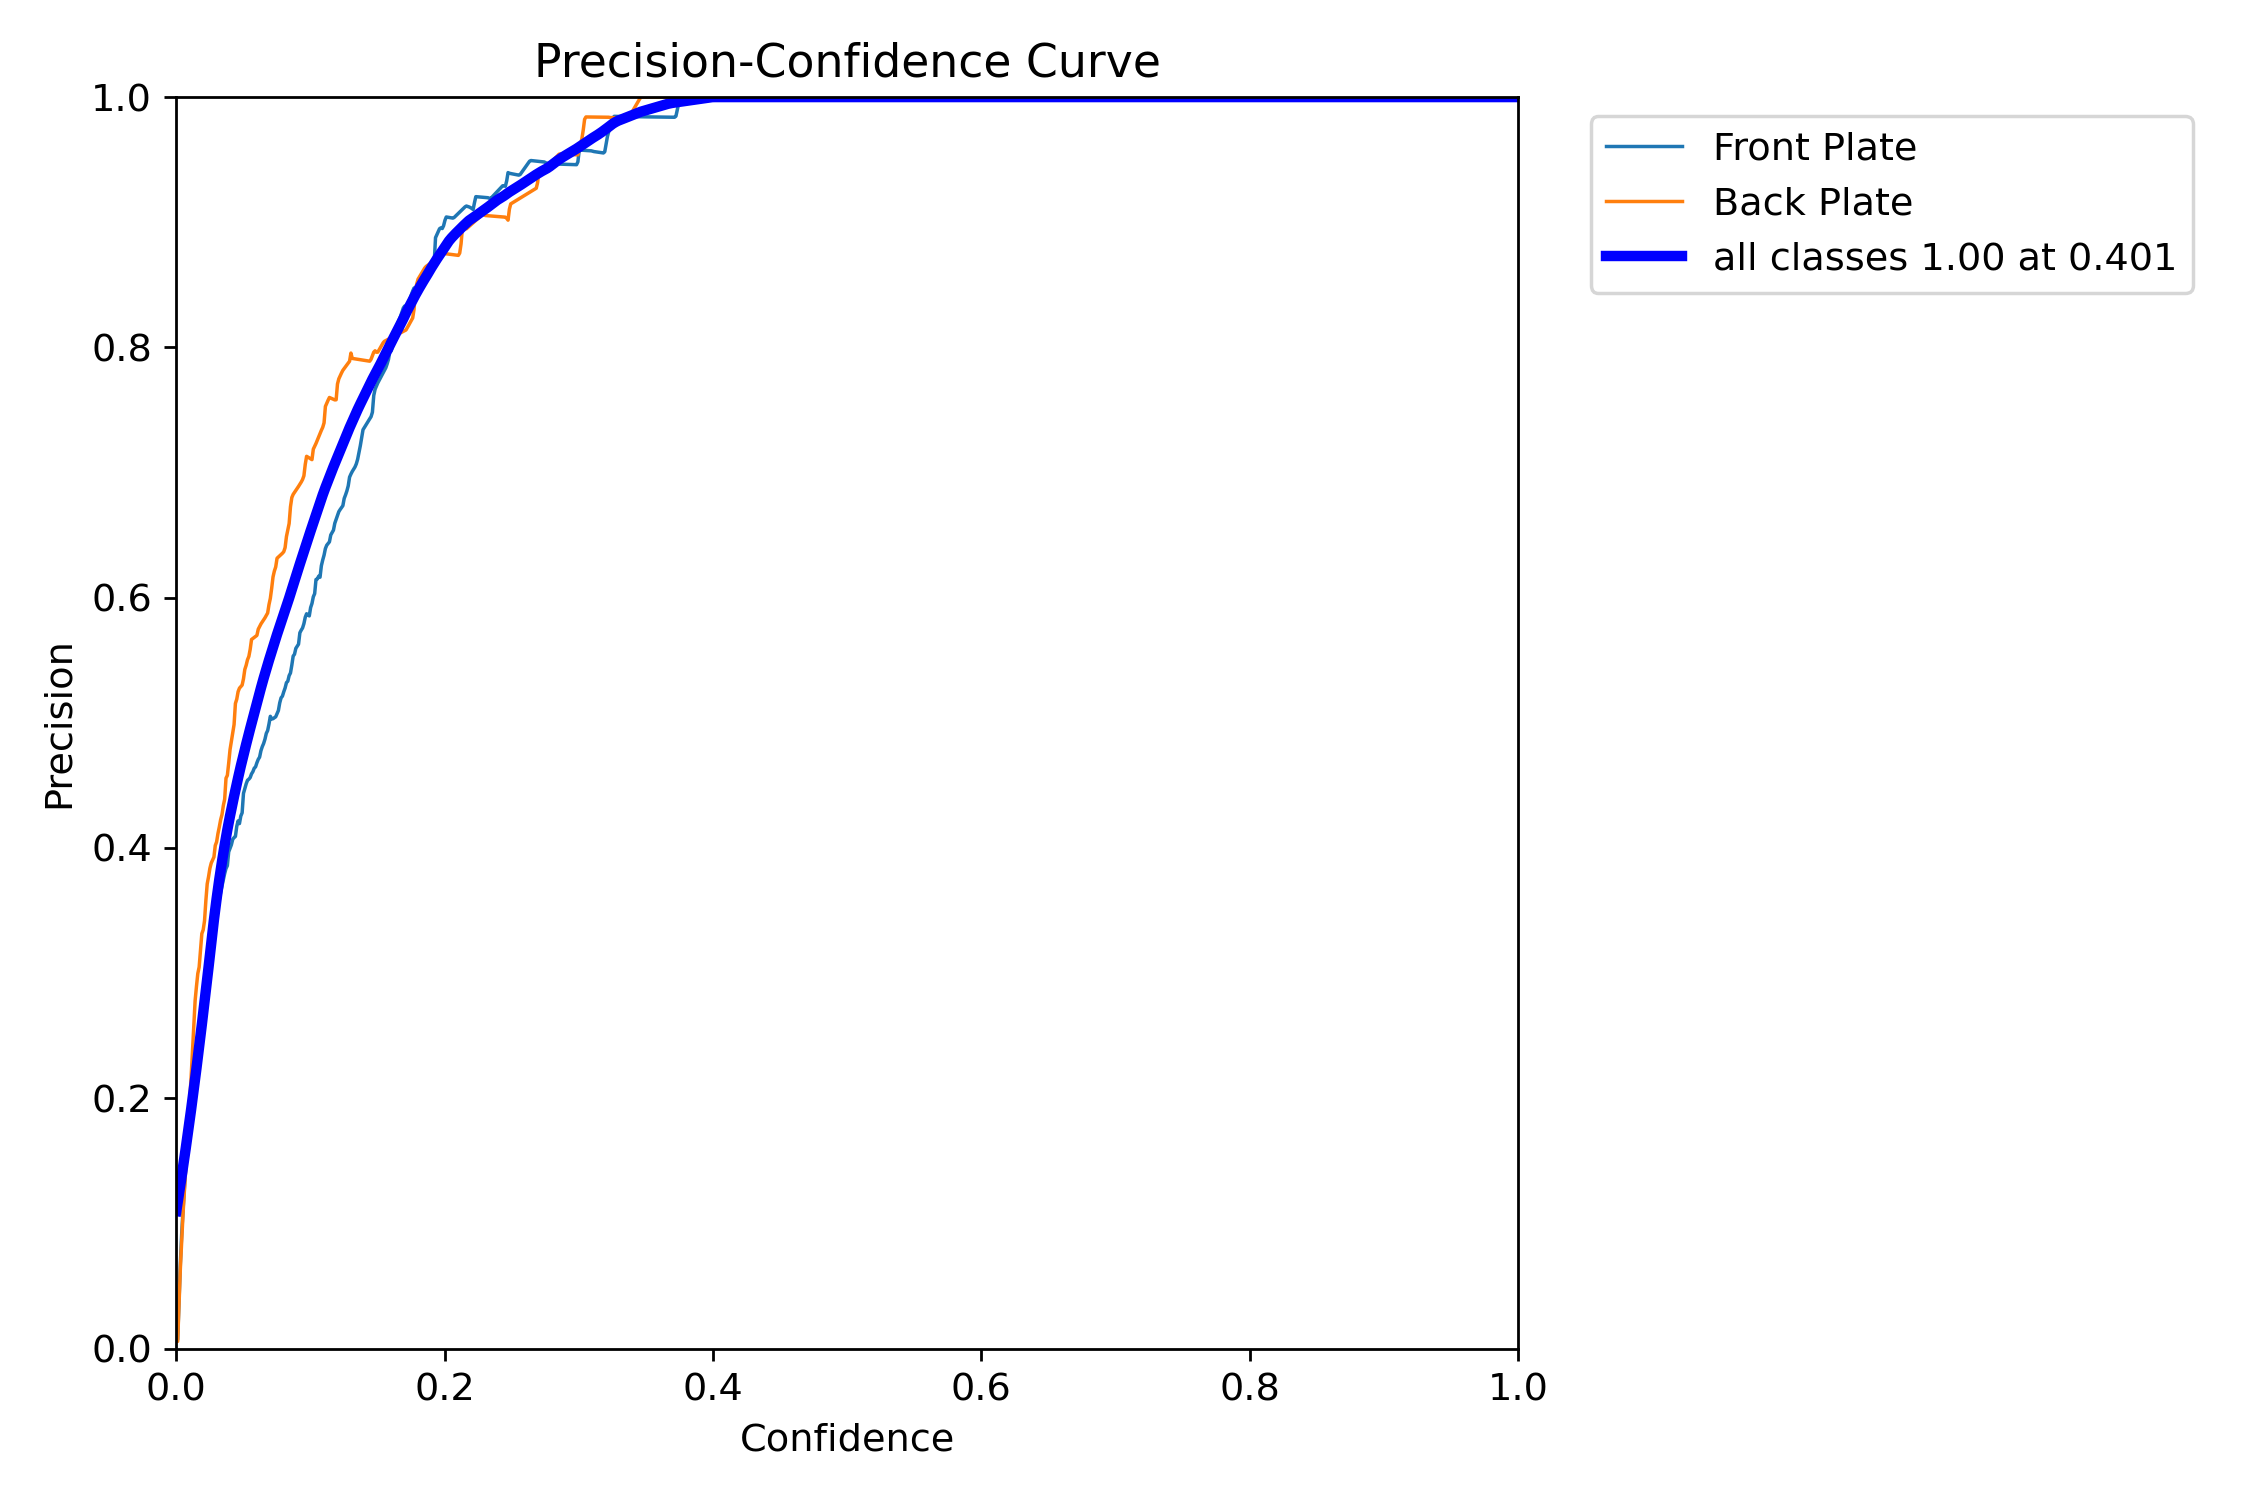 Precision-Confidence Curve
1.0
0.8
0.6
0.4
0.2
0.0
Precision
0.0 0.2 0.4 0.6 0.8 1.0
Confidence
Front Plate
Back Plate
all classes 1.00 at 0.401